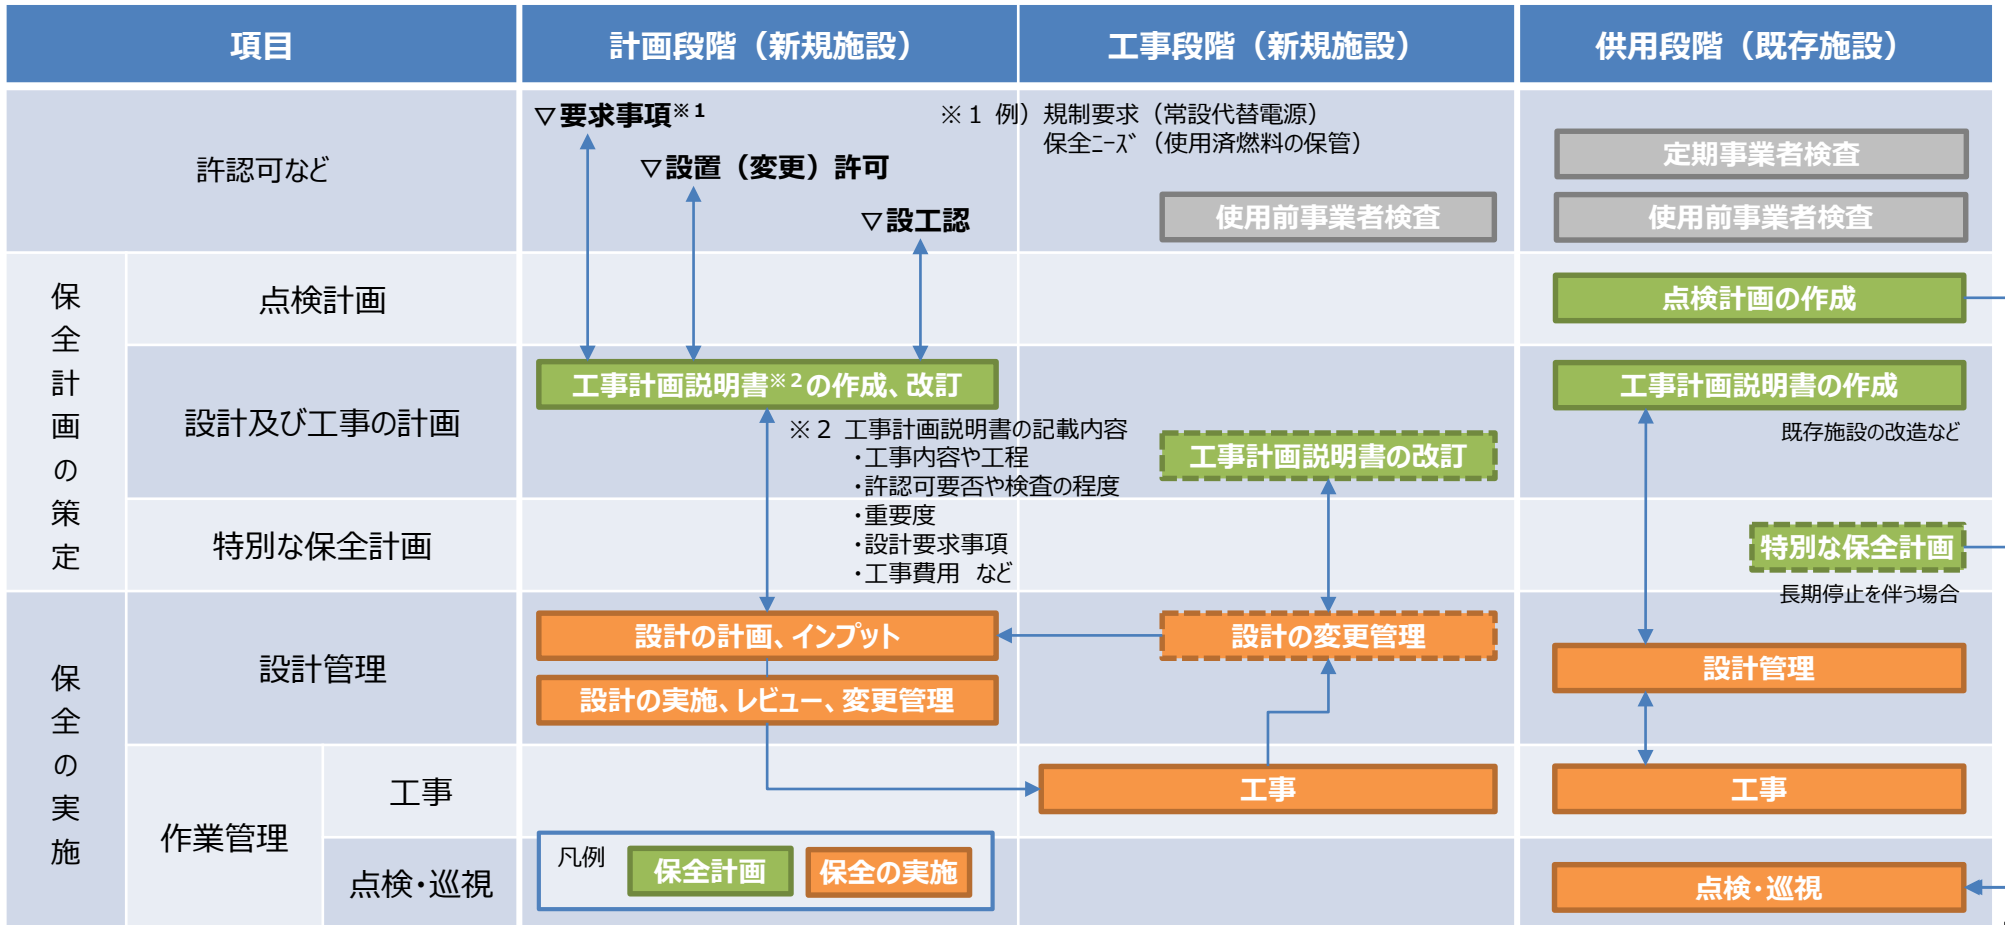 項目
計画段階（新規施設）
工事段階（新規施設）
供用段階（既存施設）
許認可など
▽要求事項※1
▽設置（変更）許可
▽設工認
※１ 例）規制要求（常設代替電源）
保全ﾆｰｽﾞ（使用済燃料の保管）
使用前事業者検査
定期事業者検査
使用前事業者検査
保全計画の策定
点検計画
点検計画の作成
設計及び工事の計画
工事計画説明書※2の作成、改訂
※２ 工事計画説明書の記載内容
・工事内容や工程
・許認可要否や検査の程度
・重要度
・設計要求事項
・工事費用 など
工事計画説明書の改訂
工事計画説明書の作成
既存施設の改造など
特別な保全計画
特別な保全計画
長期停止を伴う場合
保全の実施
設計管理
設計の計画、インプット
設計の実施、レビュー、変更管理
設計の変更管理
設計管理
作業管理
工事
工事
工事
点検・巡視
凡例
保全計画
保全の実施
点検・巡視